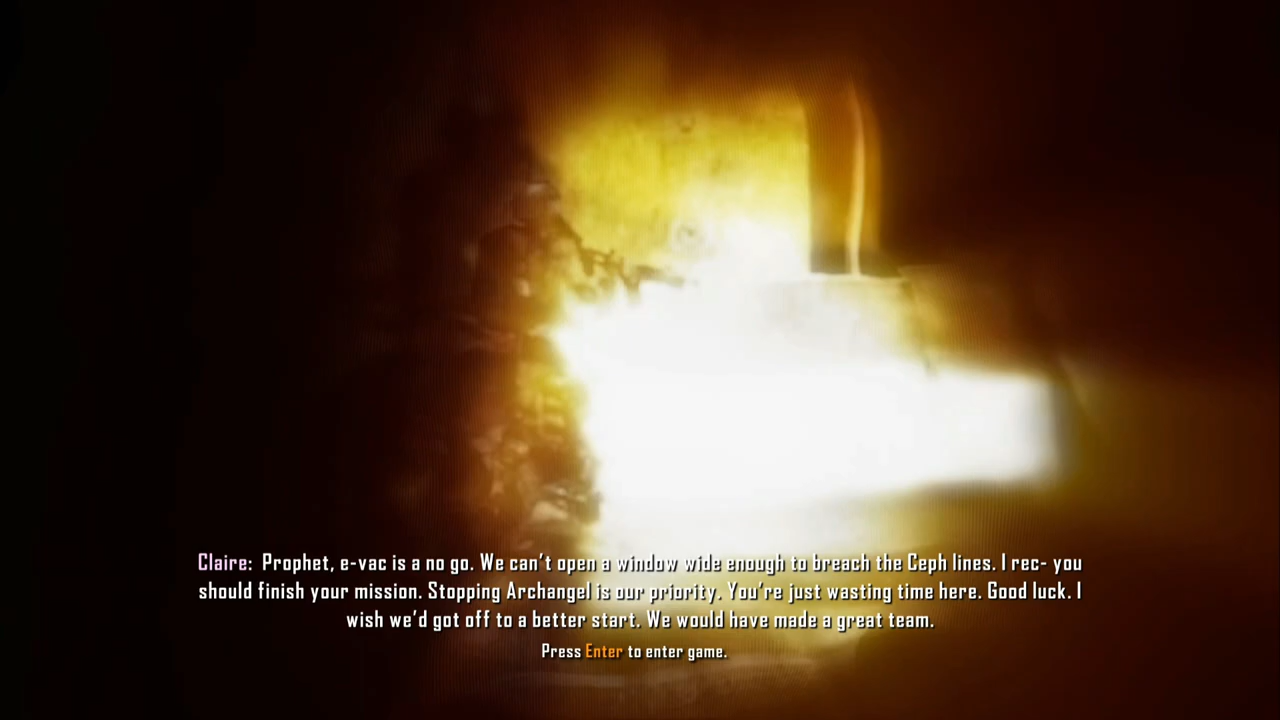 Claire: Prophet, e-vac is a no go. We can't open a window wide enough to breach the Ceph lines. I rec- you
should finish your mission. Stopping Archangel is our priority. You're just wasting time here. Good luck. I
wish we'd got off to a better start. We would have made a great team.
Press Enter to enter game.